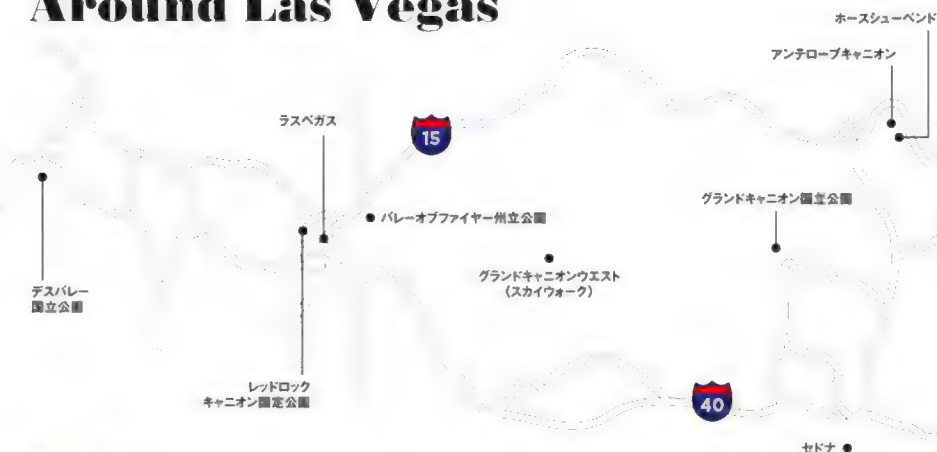 Around Las Vegas
ホースシューベンド
アンテロープキャニオン
ラスベガス
15
グランドキャニオン国立公園
バレーオブファイヤー州立公園
グランドキャニオンウエスト
(スカイウォーク)
デスバレー
国立公園
レッドロック
キャニオン国定公園
40
セドナ